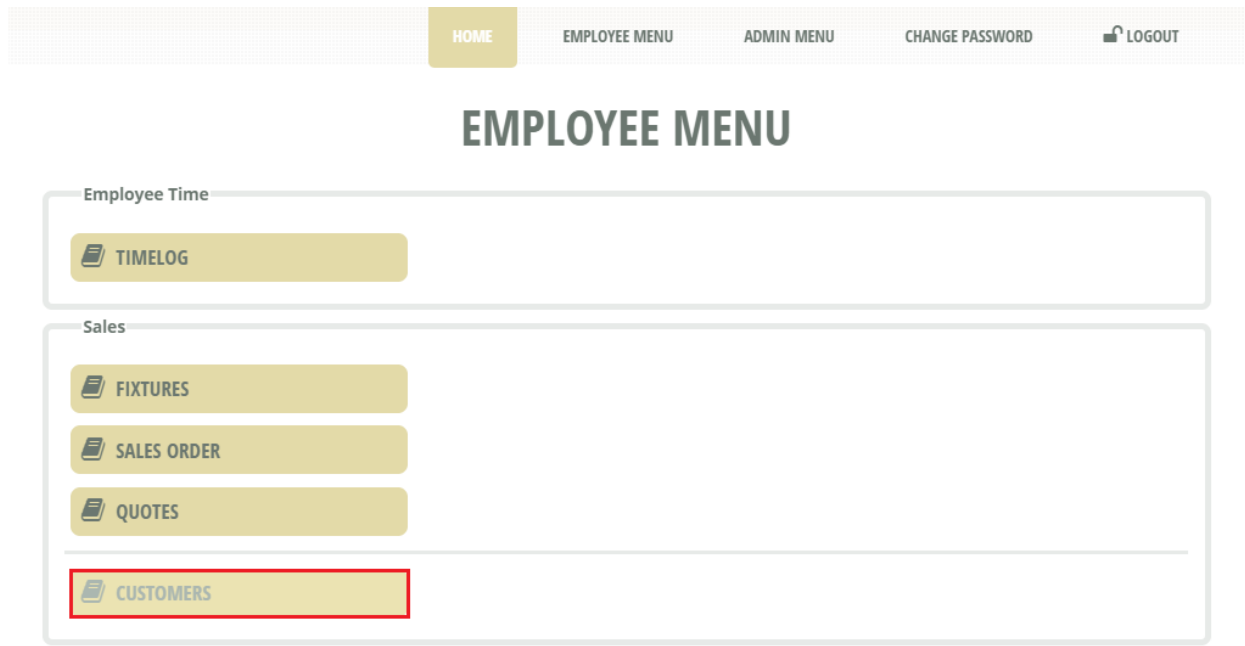 HOME EMPLOYEE MENU ADMIN MENU CHANGE PASSWORD LOGOUT
EMPLOYEE MENU
Employee Time
TIMELOG
Sales
FIXTURES
SALES ORDER
QUOTES
CUSTOMERS